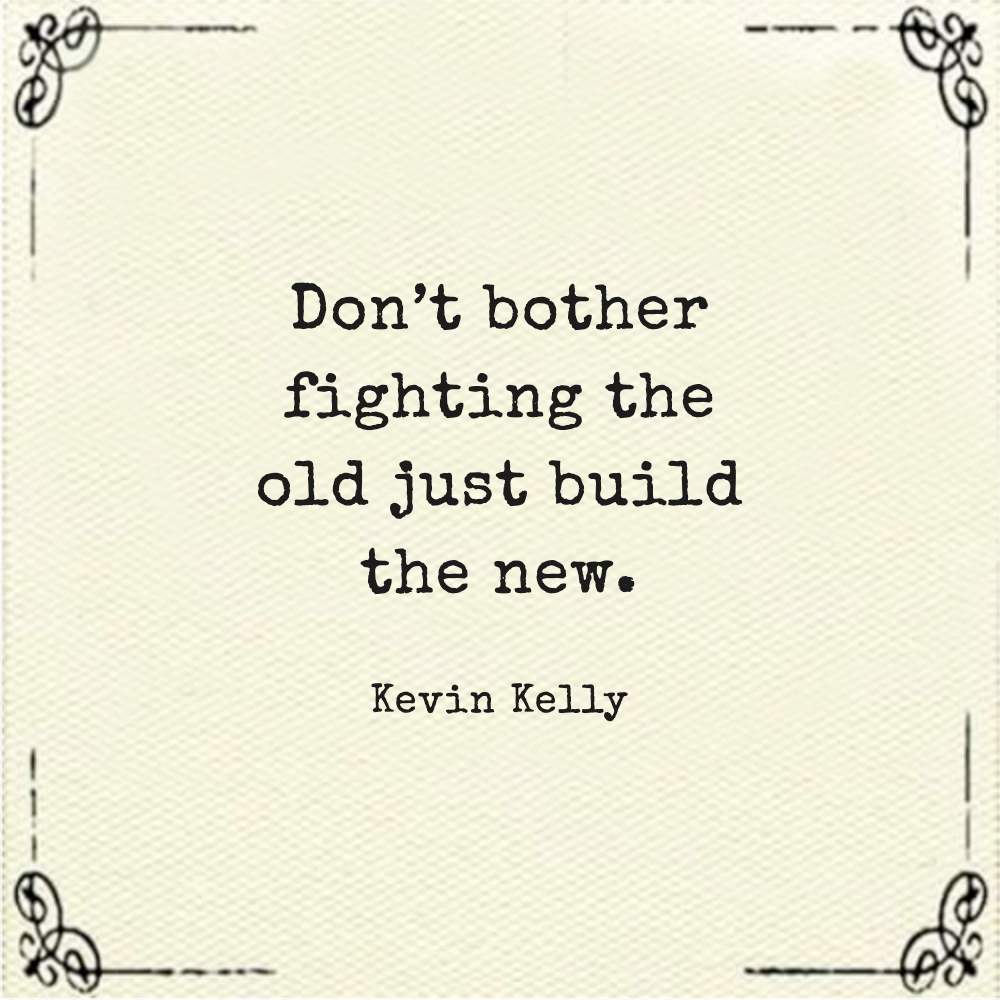 Don’t bother
fighting the
old just build
the new.
Kevin Kelly